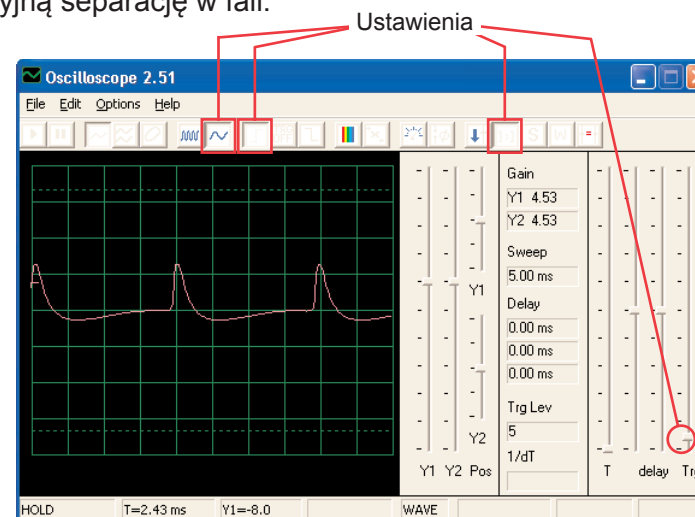 yjną separację w fali.
Ustawienia
Oscilloscope 2.51
File Edit Options Help
Gain
Y1 4.53
Y2 4.53
Sweep
5.00 ms
Y1
Delay
0.00 ms
0.00 ms
0.00 ms
Trg Lev
5
Y2
1/dT
Y1 Y2 Pos
T delay Trg
HOLD T=2.43 ms Y1=-8.0 WAVE